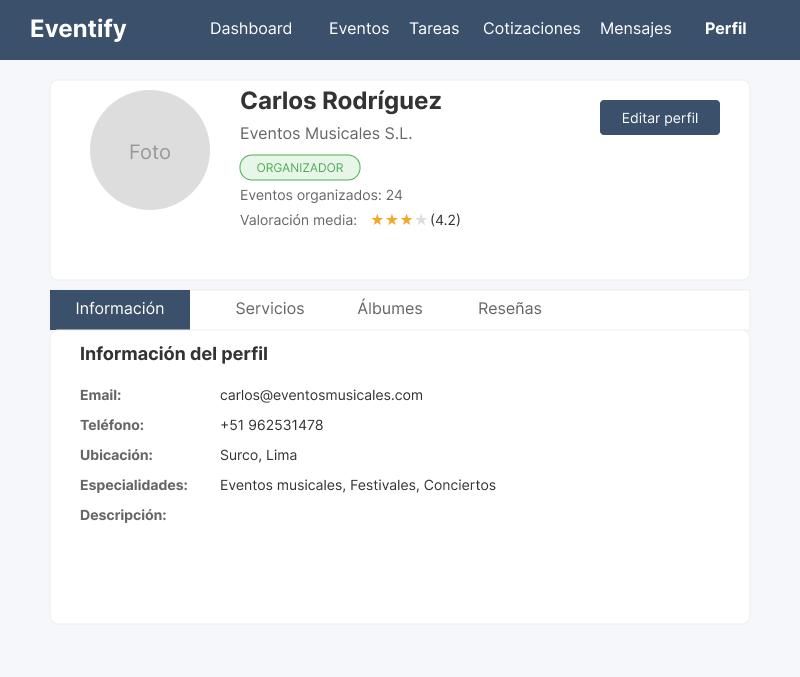 Eventify Dashboard Eventos Tareas Cotizaciones Mensajes Perfil
Foto
Carlos Rodríguez
Eventos Musicales S.L.
ORGANIZADOR
Eventos organizados: 24
Valoración media: ★★★★ (4.2)
Editar perfil
Información Servicios Álbumes Reseñas
Información del perfil
Email: carlos@eventosmusicales.com
Teléfono: +51 962531478
Ubicación: Surco, Lima
Especialidades: Eventos musicales, Festivales, Conciertos
Descripción: